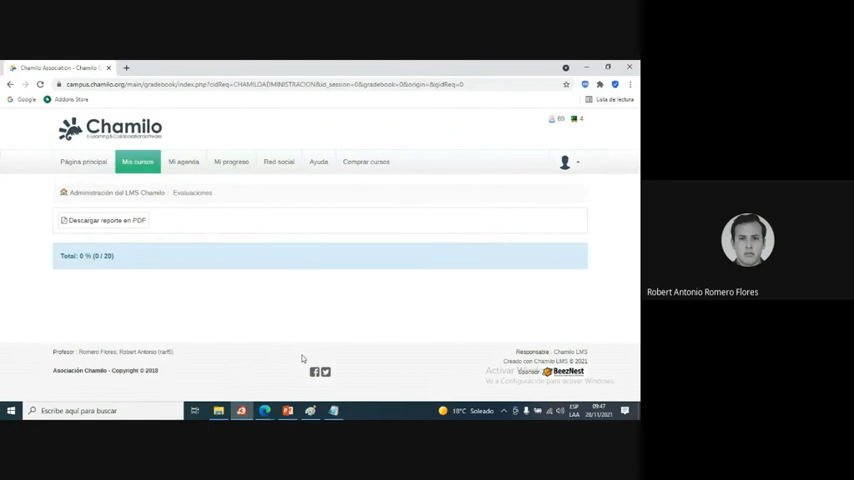 Chamilo Association - Chamilo C
campus.chamilo.org/main/gradebook/index.php?cidReq=CHAMILOADMINISTRACION&id_session=0&gradebook=0&origin=&gidReq=0
Google
Addons Store
Lista de lectura
Chamilo
E-Learning & Collaboration Software
69
4
Página principal
Mis cursos
Mi agenda
Mi progreso
Red social
Ayuda
Comprar cursos
Administración del LMS Chamilo
Evaluaciones
Descargar reporte en PDF
Total: 0 % (0 / 20)
Robert Antonio Romero Flores
Profesor : Romero Flores, Robert Antonio (rarf5)
Responsable : Chamilo LMS
Creado con Chamilo LMS © 2021
Asociación Chamilo - Copyright © 2018
Sponsor
BeezNest
Activar Windows
Ve a Configuración para activar Windows.
Escribe aquí para buscar
18°C Soleado
ESP
LAA
09:47
28/11/2021